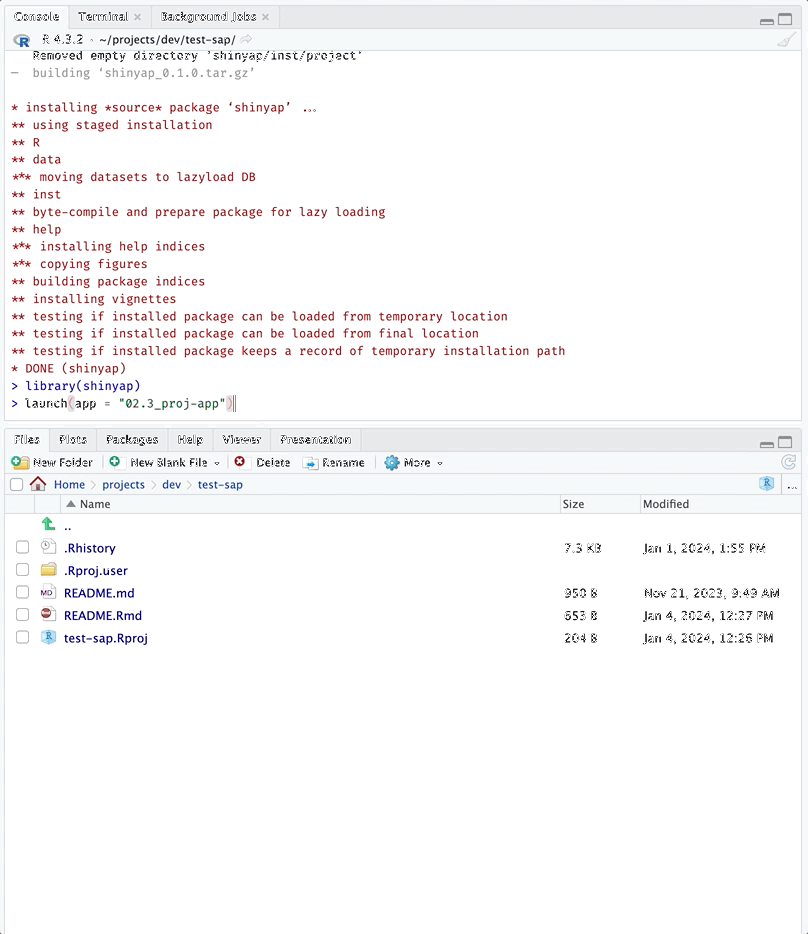 Console Terminal × Background Jobs ×
R 4.3.2 · ~/projects/dev/test-sap/
Removed empty directory 'shinyap/inst/project'
─  building ‘shinyap_0.1.0.tar.gz’
* installing *source* package ‘shinyap’ ...
** using staged installation
** R
** data
*** moving datasets to lazyload DB
** inst
** byte-compile and prepare package for lazy loading
** help
*** installing help indices
*** copying figures
** building package indices
** installing vignettes
** testing if installed package can be loaded from temporary location
** testing if installed package can be loaded from final location
** testing if installed package keeps a record of temporary installation path
* DONE (shinyap)
> library(shinyap)
> launch(app = "02.3_proj-app")
Files Plots Packages Help Viewer Presentation
New Folder New Blank File Delete Rename More
Home projects dev test-sap ...
Name Size Modified
..
.Rhistory 7.3 KB Jan 1, 2024, 1:55 PM
.Rproj.user
README.md 950 B Nov 21, 2023, 9:49 AM
README.Rmd 653 B Jan 4, 2024, 12:27 PM
test-sap.Rproj 204 B Jan 4, 2024, 12:26 PM